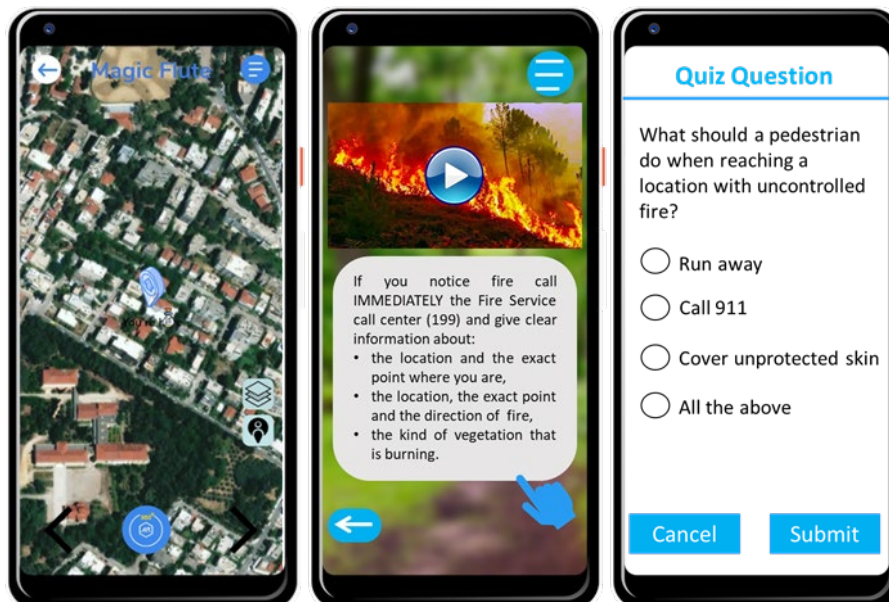 Magic Flute
If you notice fire call
IMMEDIATELY the Fire Service
call center (199) and give clear
information about:
• the location and the exact
point where you are,
• the location, the exact point
and the direction of fire,
• the kind of vegetation that
is burning.
Quiz Question
What should a pedestrian
do when reaching a
location with uncontrolled
fire?
Run away
Call 911
Cover unprotected skin
All the above
Cancel
Submit